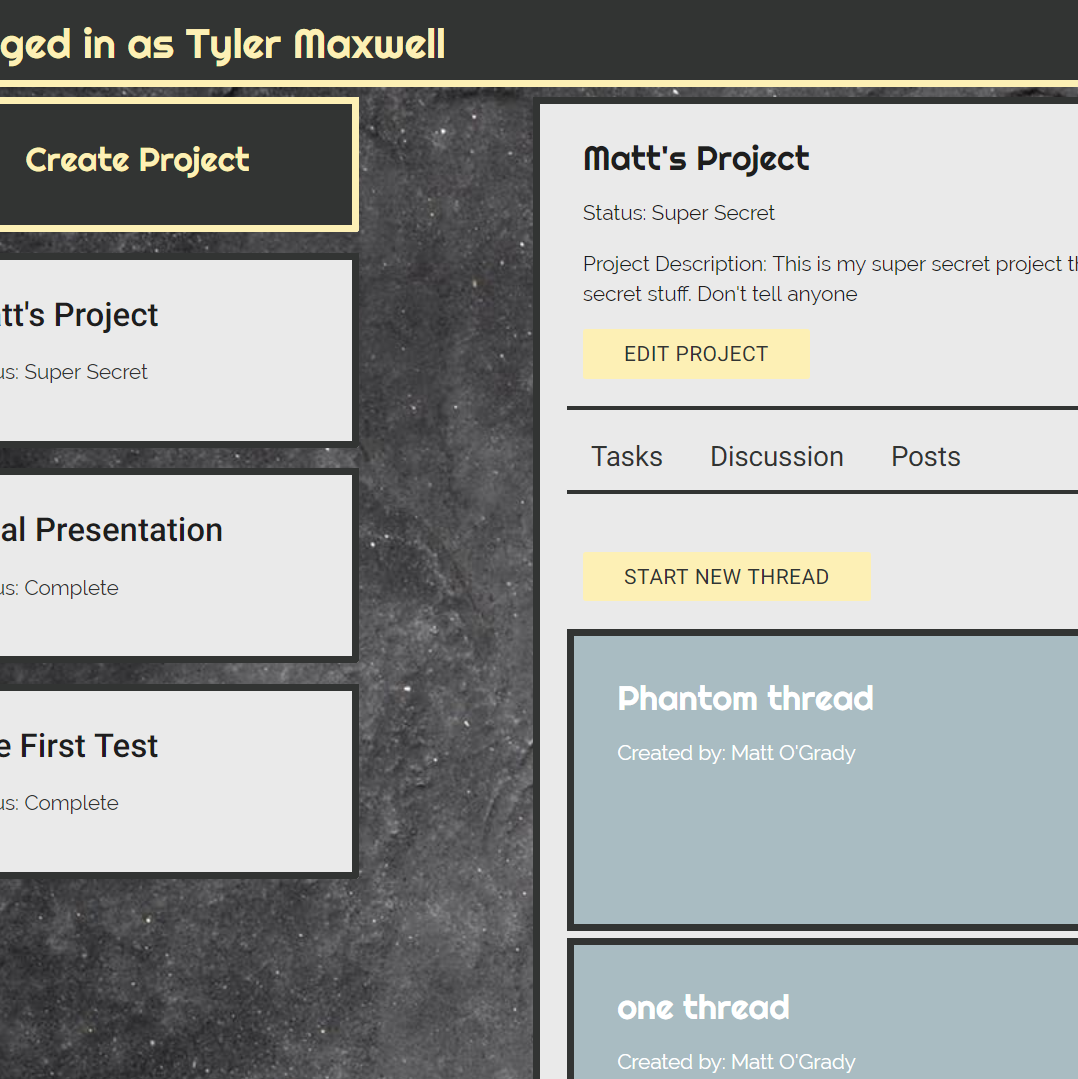 ged in as Tyler Maxwell
Create Project
tt's Project
us: Super Secret
al Presentation
us: Complete
e First Test
us: Complete
Matt's Project
Status: Super Secret
Project Description: This is my super secret project th
secret stuff. Don't tell anyone
EDIT PROJECT
Tasks Discussion Posts
START NEW THREAD
Phantom thread
Created by: Matt O'Grady
one thread
Created by: Matt O'Grady